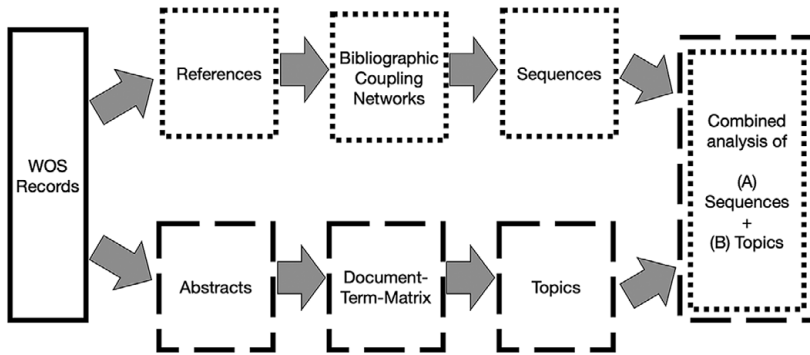 WOS
Records
References
Bibliographic
Coupling
Networks
Sequences
Abstracts
Document-
Term-Matrix
Topics
Combined
analysis of
(A)
Sequences
+
(B) Topics